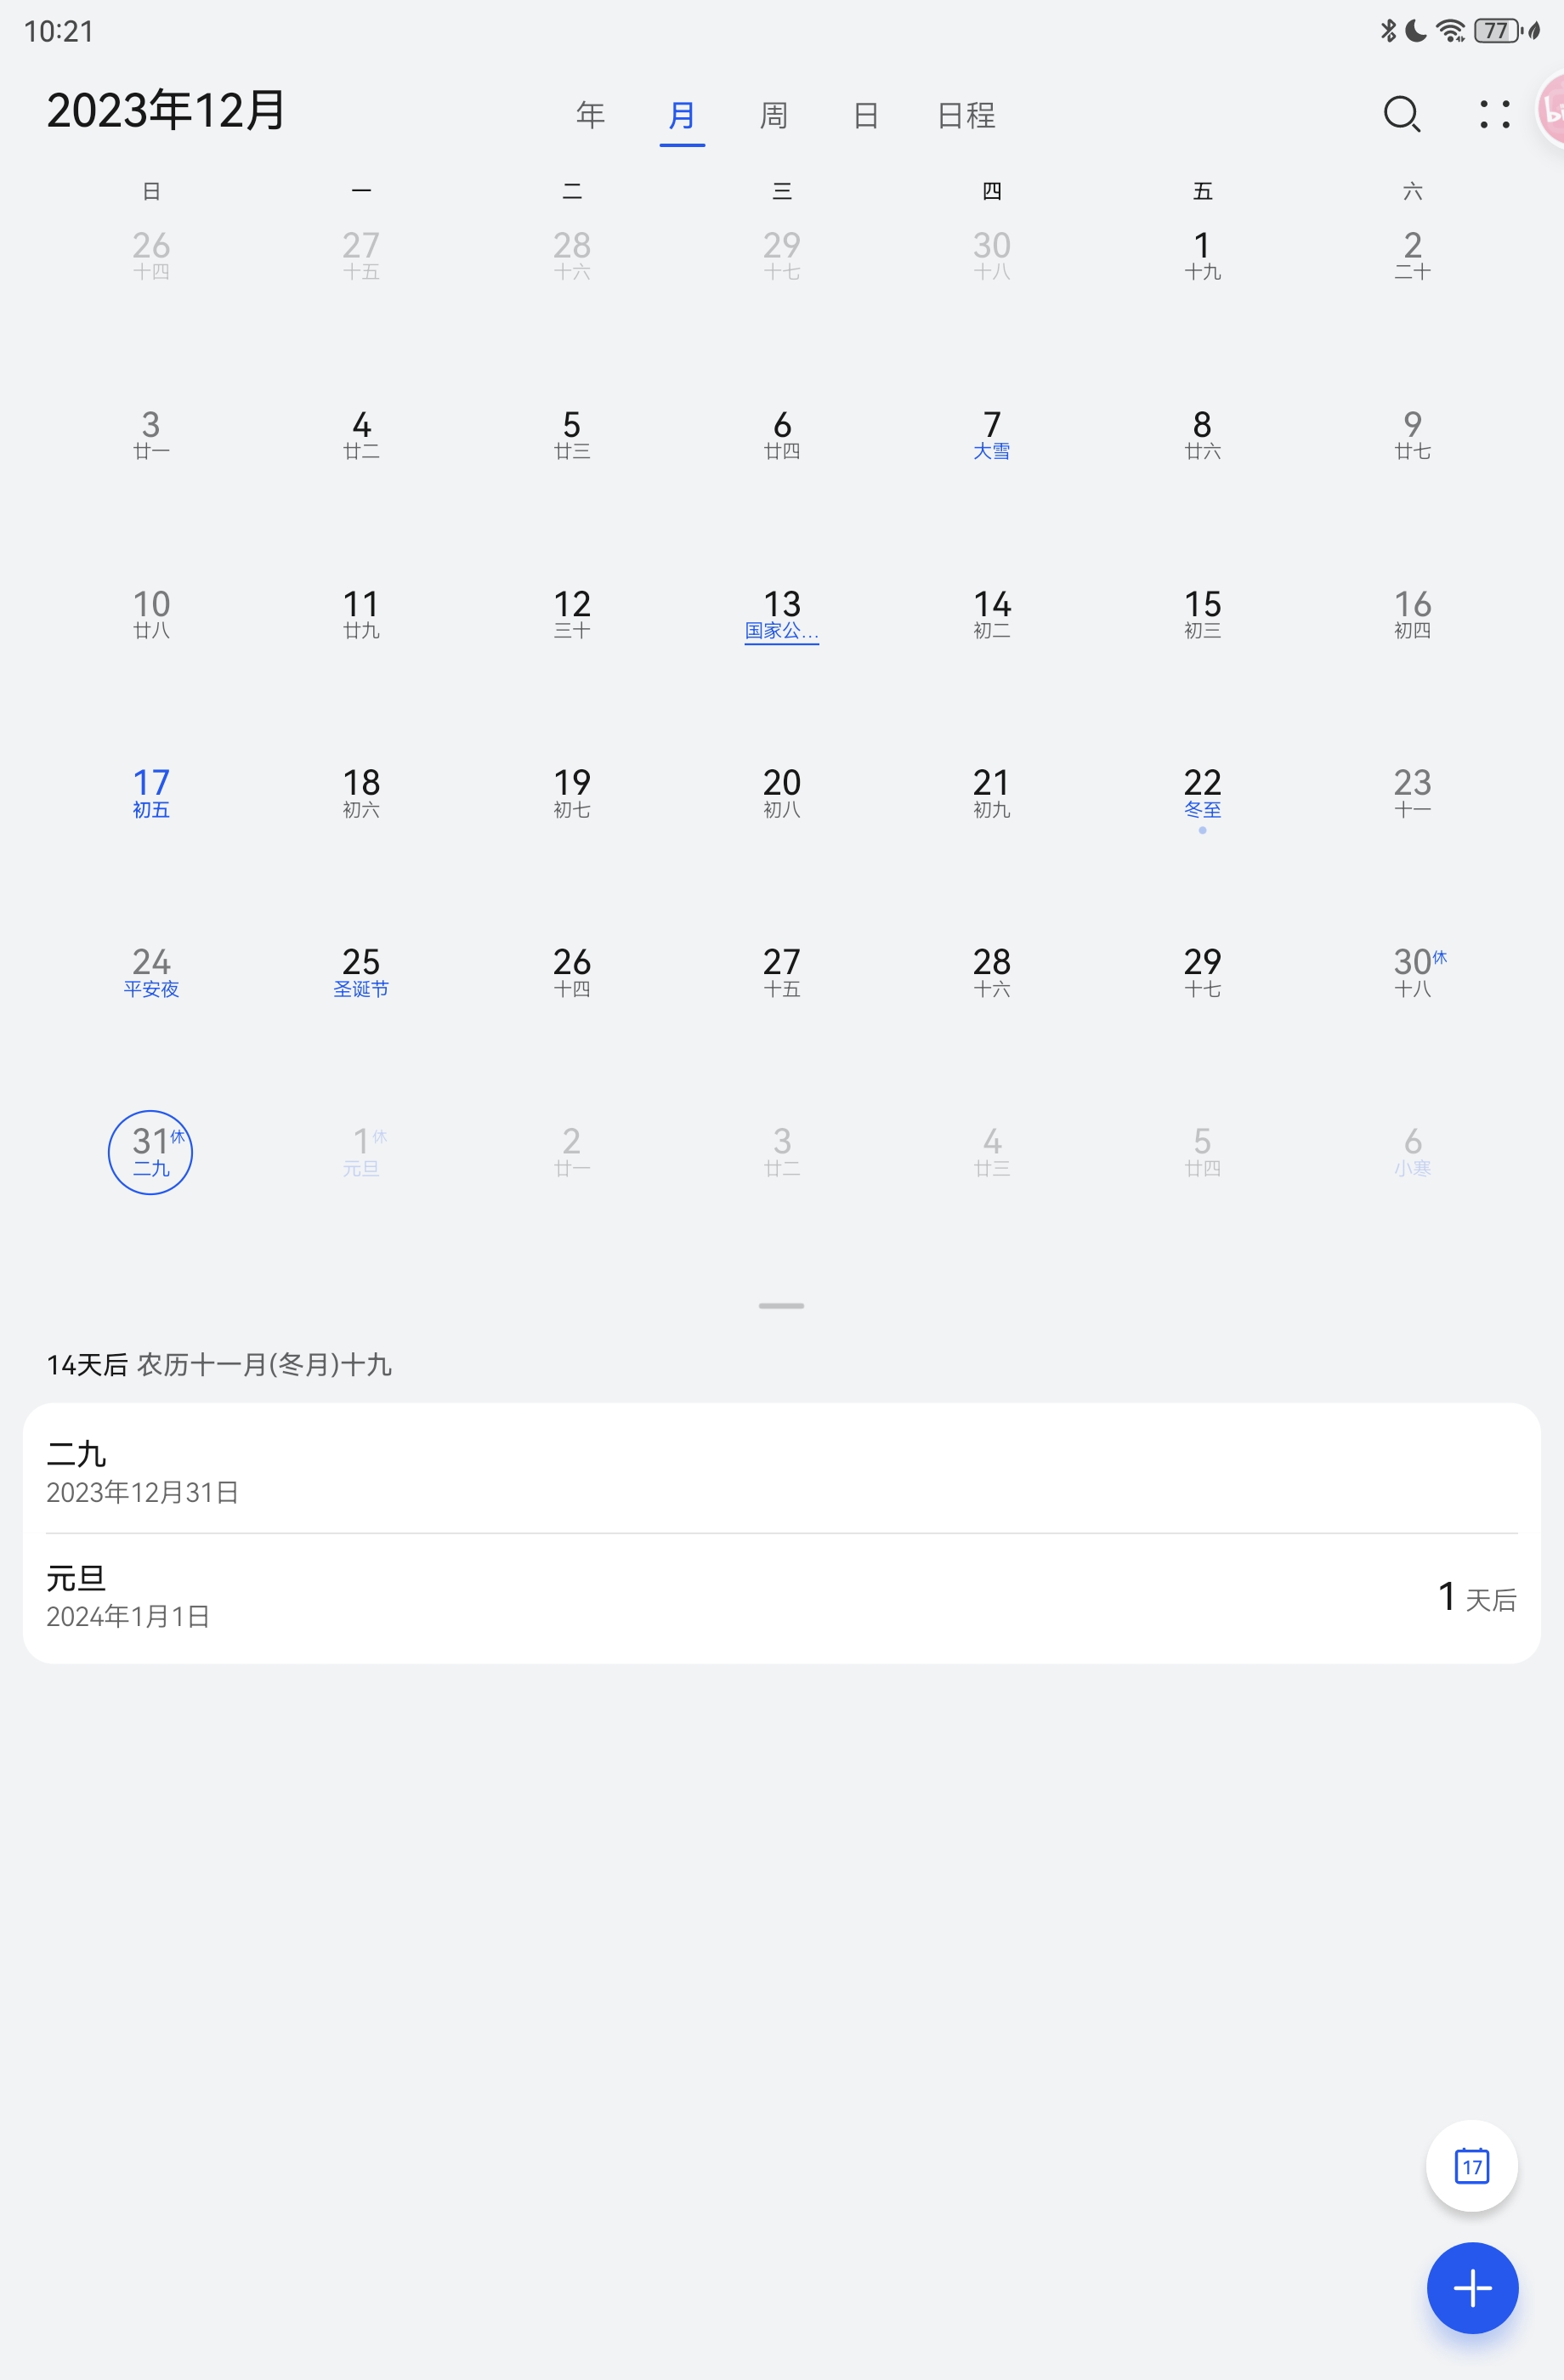 10:21 77
2023年12月 年 月 周 日 日程
日 一 二 三 四 五 六
26 27 28 29 30 1 2
十四 十五 十六 十七 十八 十九 二十
3 4 5 6 7 8 9
廿一 廿二 廿三 廿四 大雪 廿六 廿七
10 11 12 13 14 15 16
廿八 廿九 三十 国家公... 初二 初三 初四
17 18 19 20 21 22 23
初五 初六 初七 初八 初九 冬至 十一
24 25 26 27 28 29 30休
平安夜 圣诞节 十四 十五 十六 十七 十八
31休 1休 2 3 4 5 6
二九 元旦 廿一 廿二 廿三 廿四 小寒
14天后 农历十一月(冬月)十九
二九
2023年12月31日
元旦
2024年1月1日
1 天后
17